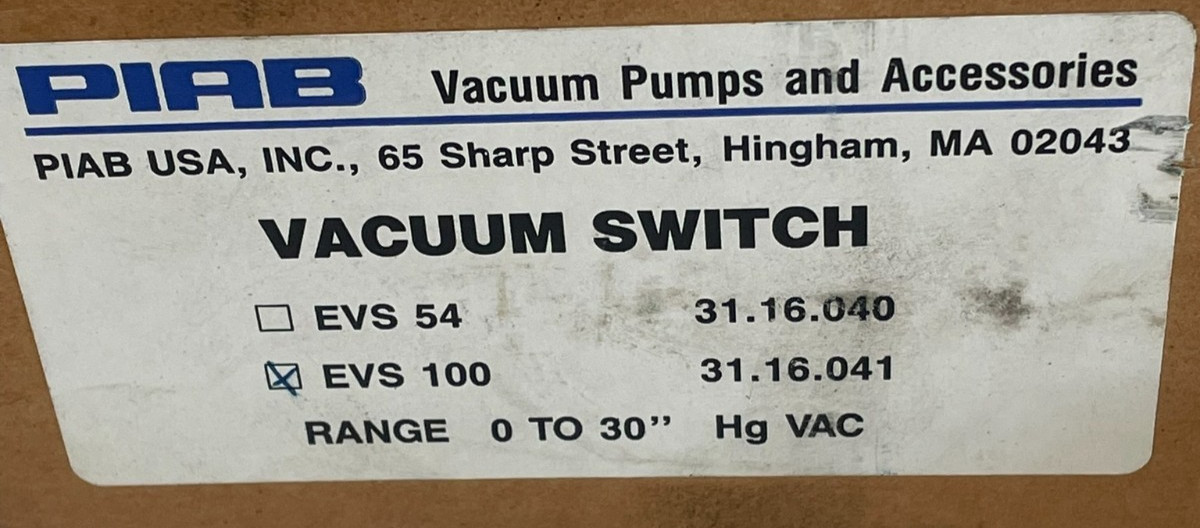 PIAB Vacuum Pumps and Accessories
PIAB USA, INC., 65 Sharp Street, Hingham, MA 02043
VACUUM SWITCH
☐ EVS 54 31.16.040
☒ EVS 100 31.16.041
RANGE 0 TO 30” Hg VAC